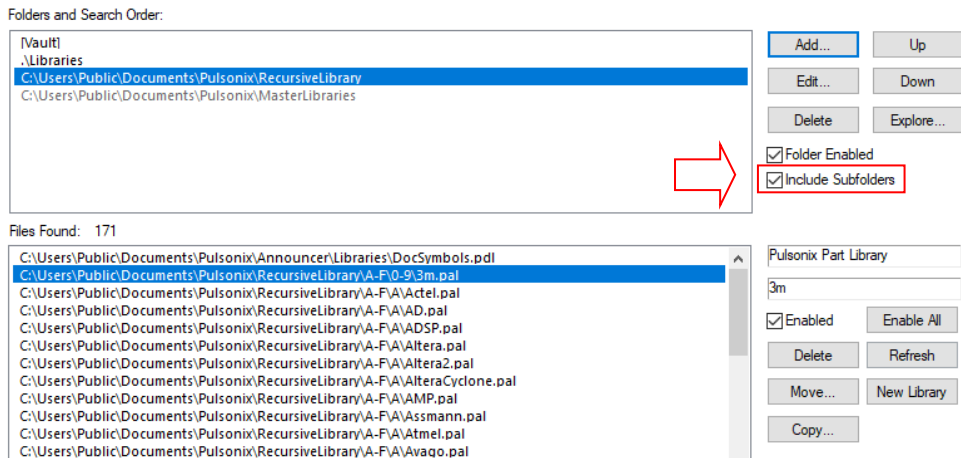 Folders and Search Order:
[Vault]
.\Libraries
C:\Users\Public\Documents\Pulsonix\RecursiveLibrary
C:\Users\Public\Documents\Pulsonix\MasterLibraries
Add...
Up
Edit...
Down
Delete
Explore...
Folder Enabled
Include Subfolders
Files Found: 171
C:\Users\Public\Documents\Pulsonix\Announcer\Libraries\DocSymbols.pdl
C:\Users\Public\Documents\Pulsonix\RecursiveLibrary\A-F\0-9\3m.pal
C:\Users\Public\Documents\Pulsonix\RecursiveLibrary\A-F\A\Actel.pal
C:\Users\Public\Documents\Pulsonix\RecursiveLibrary\A-F\A\AD.pal
C:\Users\Public\Documents\Pulsonix\RecursiveLibrary\A-F\A\ADSP.pal
C:\Users\Public\Documents\Pulsonix\RecursiveLibrary\A-F\A\Altera.pal
C:\Users\Public\Documents\Pulsonix\RecursiveLibrary\A-F\A\Altera2.pal
C:\Users\Public\Documents\Pulsonix\RecursiveLibrary\A-F\A\AlteraCyclone.pal
C:\Users\Public\Documents\Pulsonix\RecursiveLibrary\A-F\A\AMP.pal
C:\Users\Public\Documents\Pulsonix\RecursiveLibrary\A-F\A\Assmann.pal
C:\Users\Public\Documents\Pulsonix\RecursiveLibrary\A-F\A\Atmel.pal
C:\Users\Public\Documents\Pulsonix\RecursiveLibrary\A-F\A\Avago.pal
Pulsonix Part Library
3m
Enabled
Enable All
Delete
Refresh
Move...
New Library
Copy...